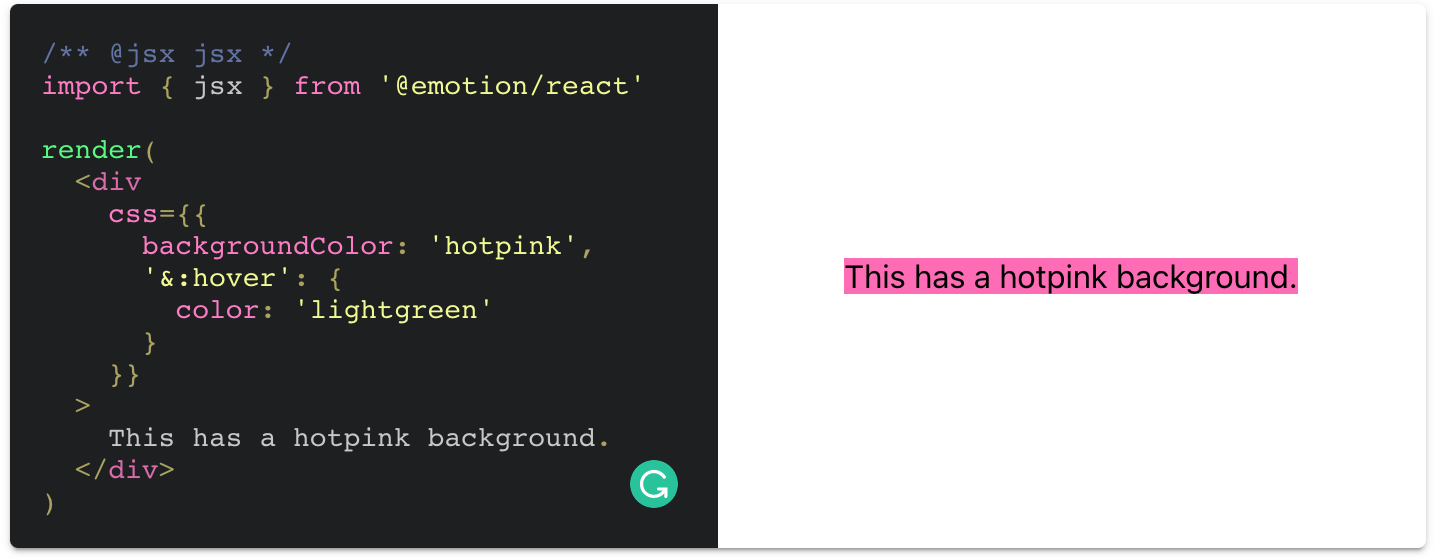 /** @jsx jsx */
import { jsx } from '@emotion/react'
render(
<div
css={{
backgroundColor: 'hotpink',
'&:hover': {
color: 'lightgreen'
}
}}
>
This has a hotpink background.
</div>
)
This has a hotpink background.